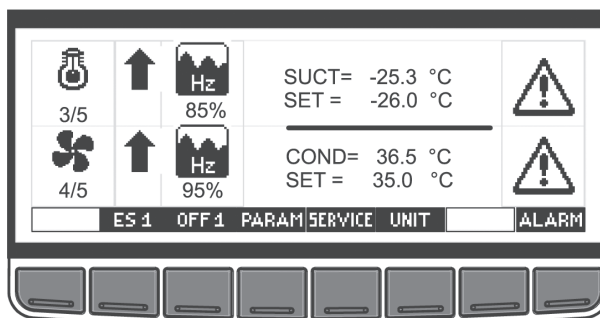 Hz
SUCT= -25.3 °C
3/5 85% SET = -26.0 °C
Hz
COND= 36.5 °C
4/5 95% SET = 35.0 °C
ES 1 OFF 1 PARAM SERVICE UNIT ALARM